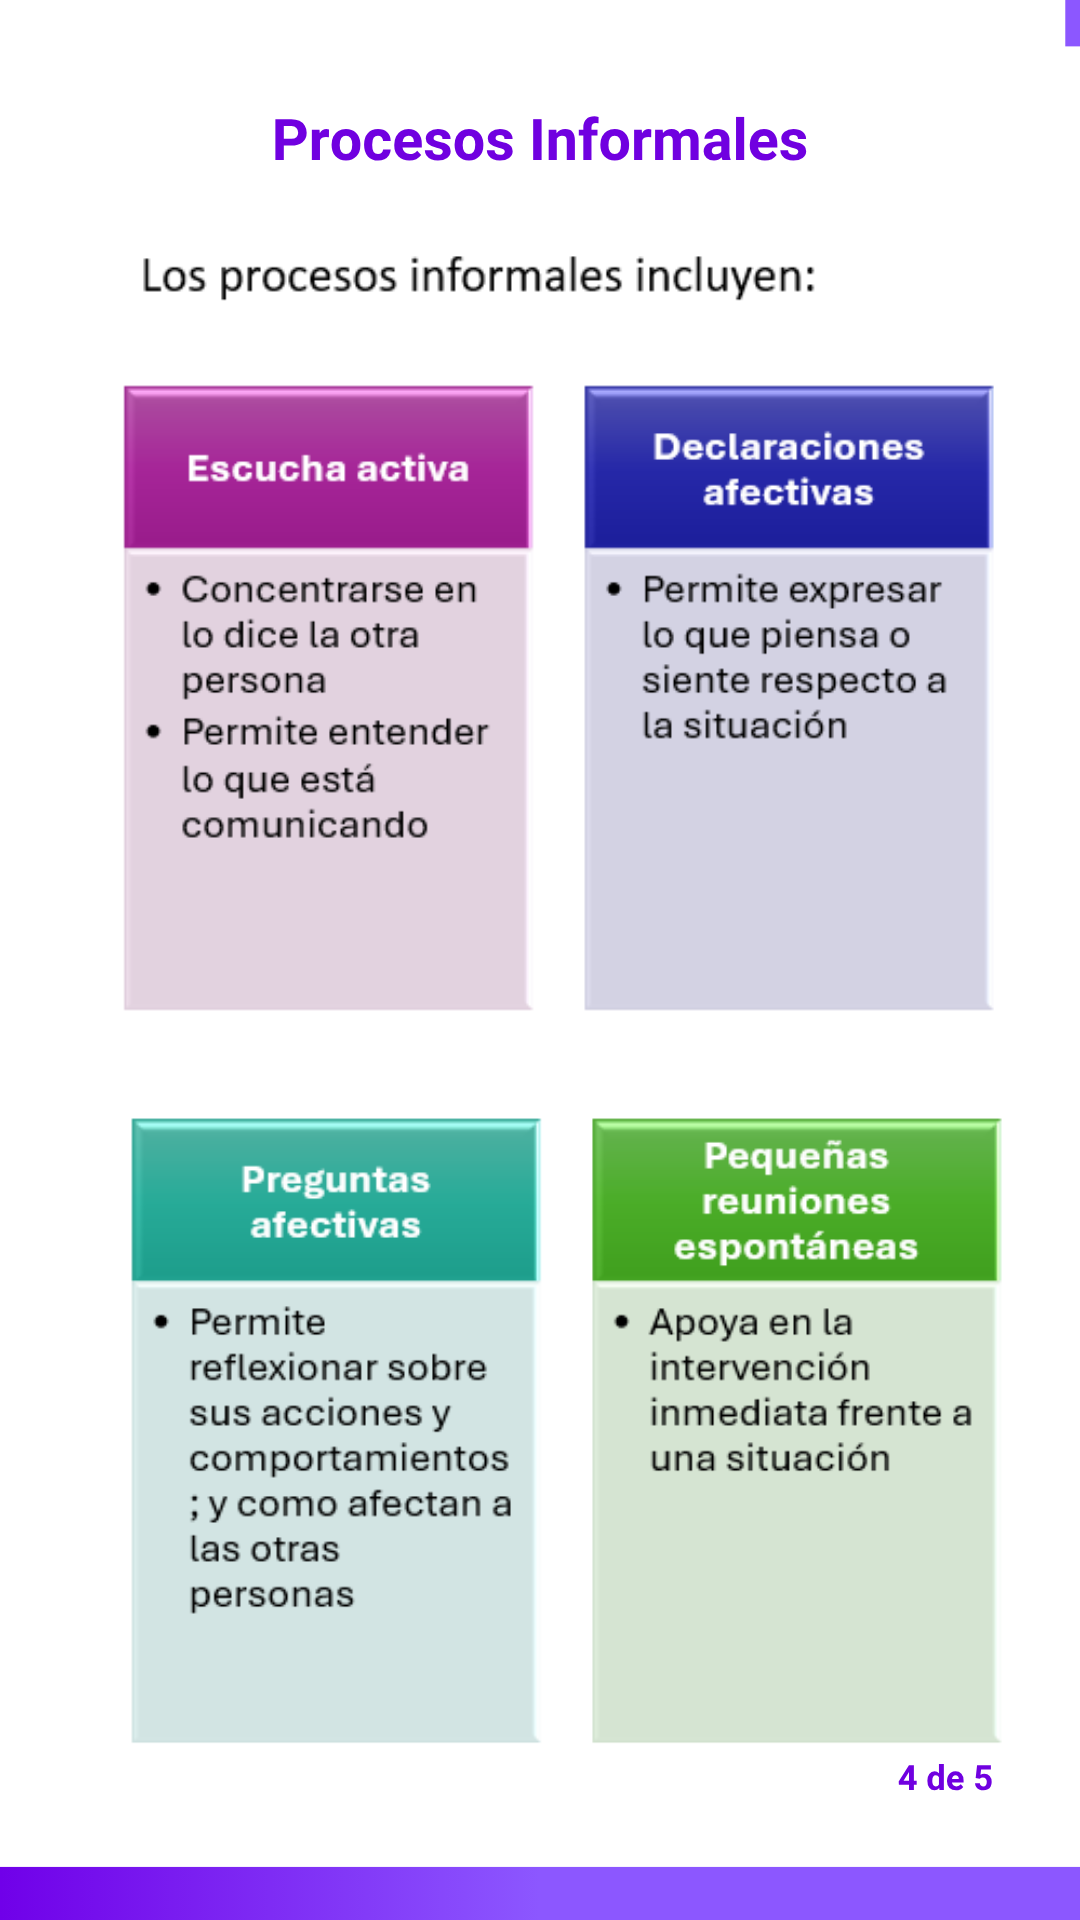 Procesos Informales
Los procesos informales incluyen:
Escucha activa
• Concentrarse en
lo dice la otra
persona
• Permite entender
lo que está
comunicando
Declaraciones
afectivas
• Permite expresar
lo que piensa o
siente respecto a
la situación
Preguntas
afectivas
• Permite
reflexionar sobre
sus acciones y
comportamientos
; y como afectan a
las otras
personas
Pequeñas
reuniones
espontáneas
• Apoya en la
intervención
inmediata frente a
una situación
4 de 5